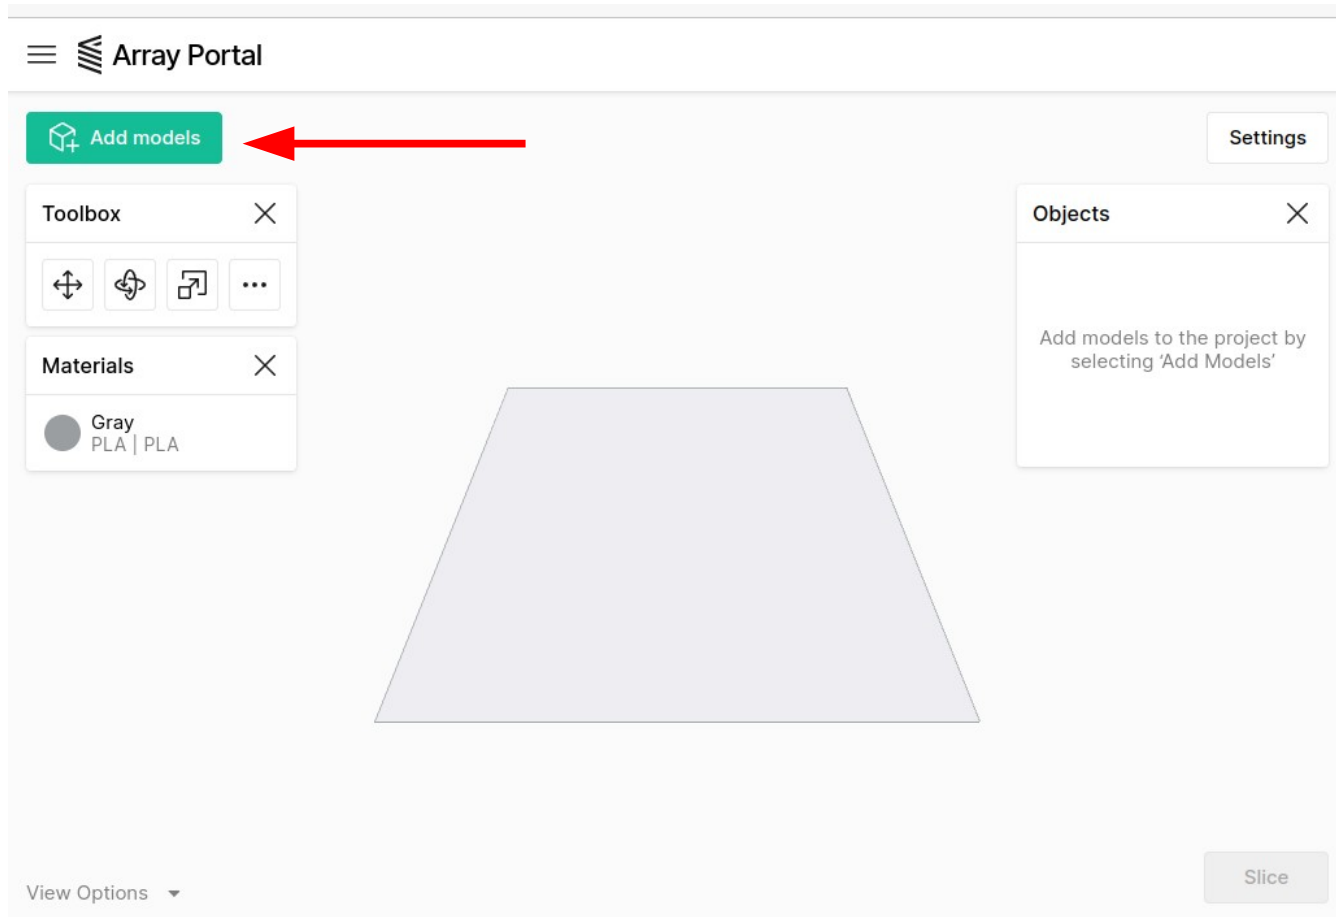 Array Portal
Add models
Settings
Toolbox
Objects
Materials
Gray
PLA | PLA
Add models to the project by
selecting ‘Add Models’
View Options
Slice